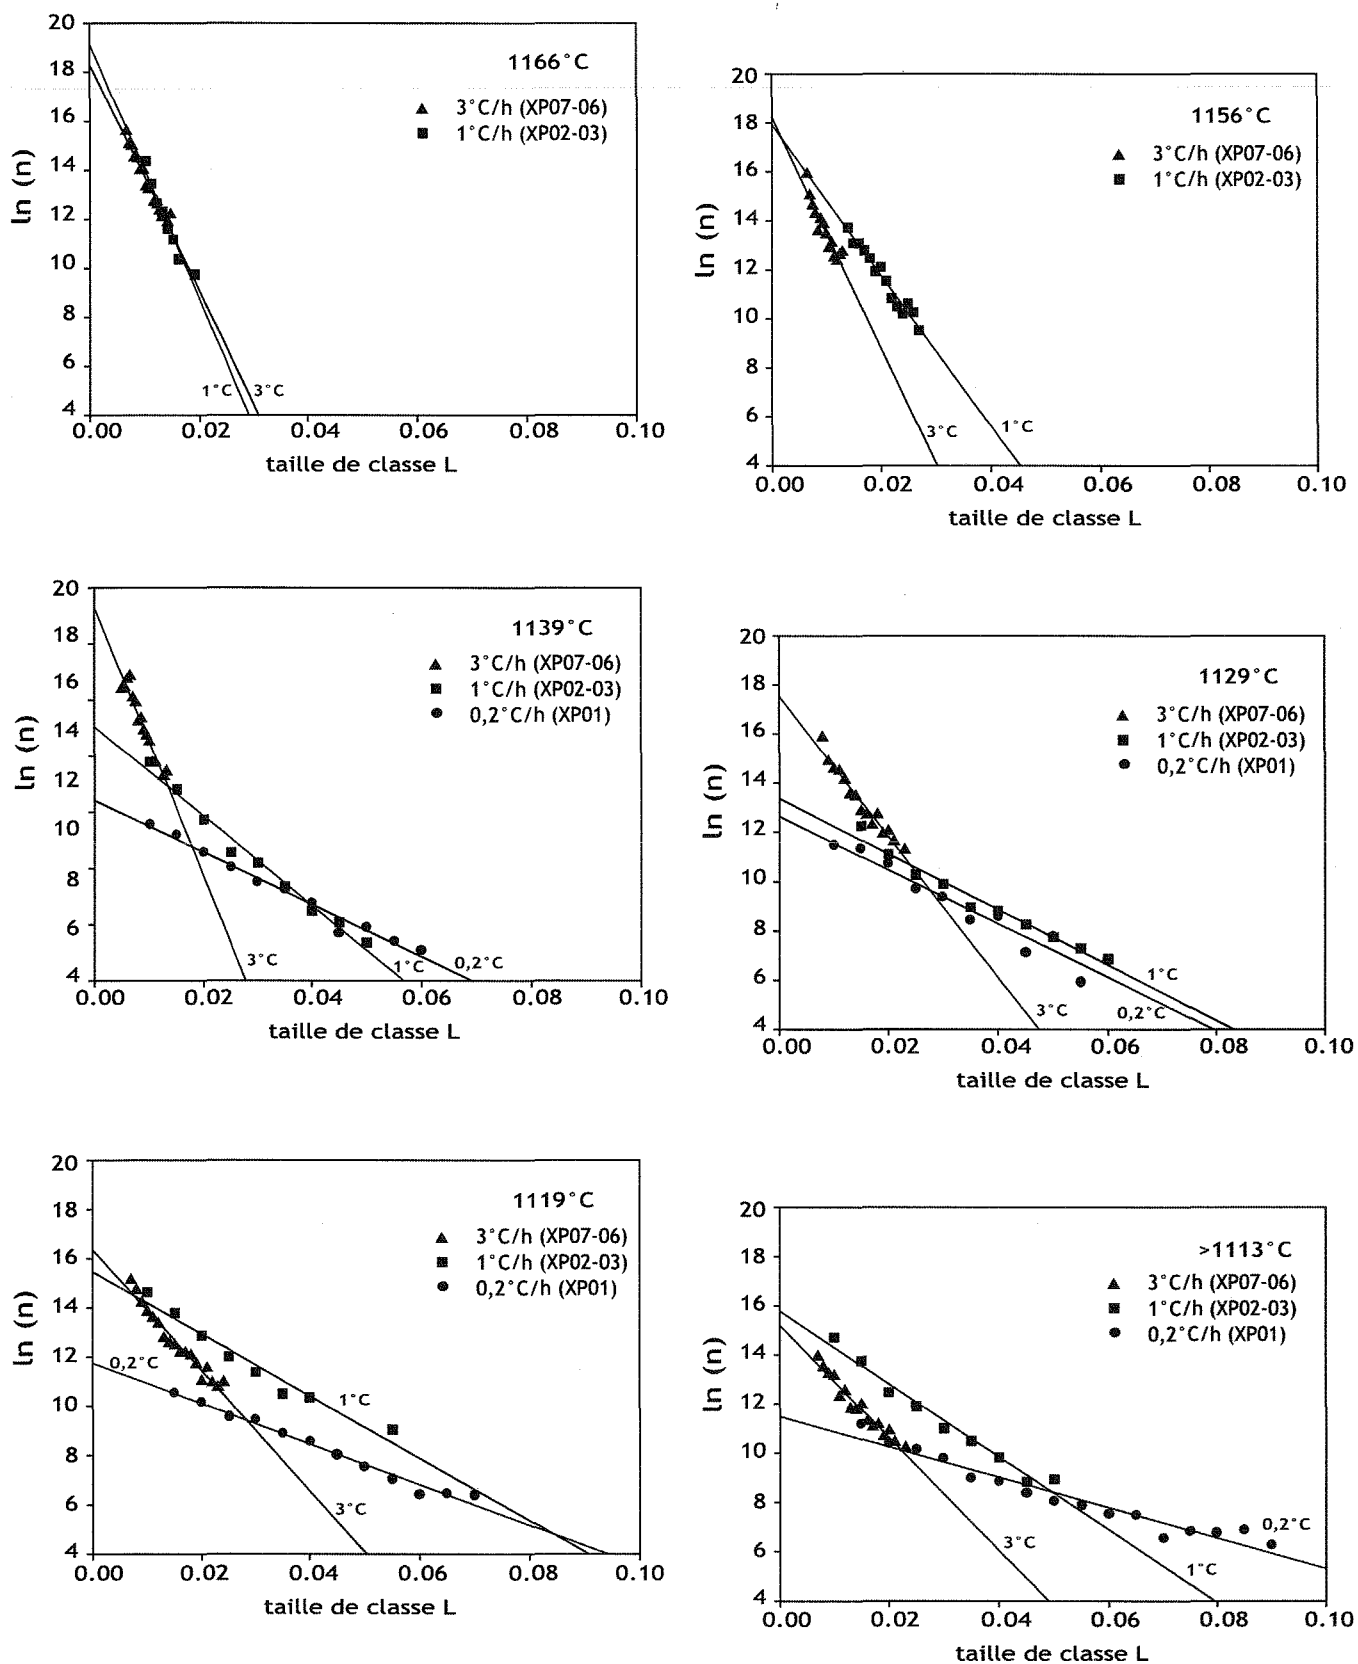 1166°C
▲ 3°C/h (XP07-06)
■ 1°C/h (XP02-03)
ln (n)
20
18
16
14
12
10
8
6
4
1°C 3°C
0.00 0.02 0.04 0.06 0.08 0.10
taille de classe L
1156°C
▲ 3°C/h (XP07-06)
■ 1°C/h (XP02-03)
ln (n)
20
18
16
14
12
10
8
6
4
3°C 1°C
0.00 0.02 0.04 0.06 0.08 0.10
taille de classe L
1139°C
▲ 3°C/h (XP07-06)
■ 1°C/h (XP02-03)
● 0,2°C/h (XP01)
ln (n)
20
18
16
14
12
10
8
6
4
3°C 1°C 0,2°C
0.00 0.02 0.04 0.06 0.08 0.10
taille de classe L
1129°C
▲ 3°C/h (XP07-06)
■ 1°C/h (XP02-03)
● 0,2°C/h (XP01)
ln (n)
20
18
16
14
12
10
8
6
4
1°C
3°C 0,2°C
0.00 0.02 0.04 0.06 0.08 0.10
taille de classe L
1119°C
▲ 3°C/h (XP07-06)
■ 1°C/h (XP02-03)
● 0,2°C/h (XP01)
ln (n)
20
18
16
14
12
10
8
6
4
0,2°C
1°C
3°C
0.00 0.02 0.04 0.06 0.08 0.10
taille de classe L
>1113°C
▲ 3°C/h (XP07-06)
■ 1°C/h (XP02-03)
● 0,2°C/h (XP01)
ln (n)
20
18
16
14
12
10
8
6
4
0,2°C
3°C
1°C
0.00 0.02 0.04 0.06 0.08 0.10
taille de classe L